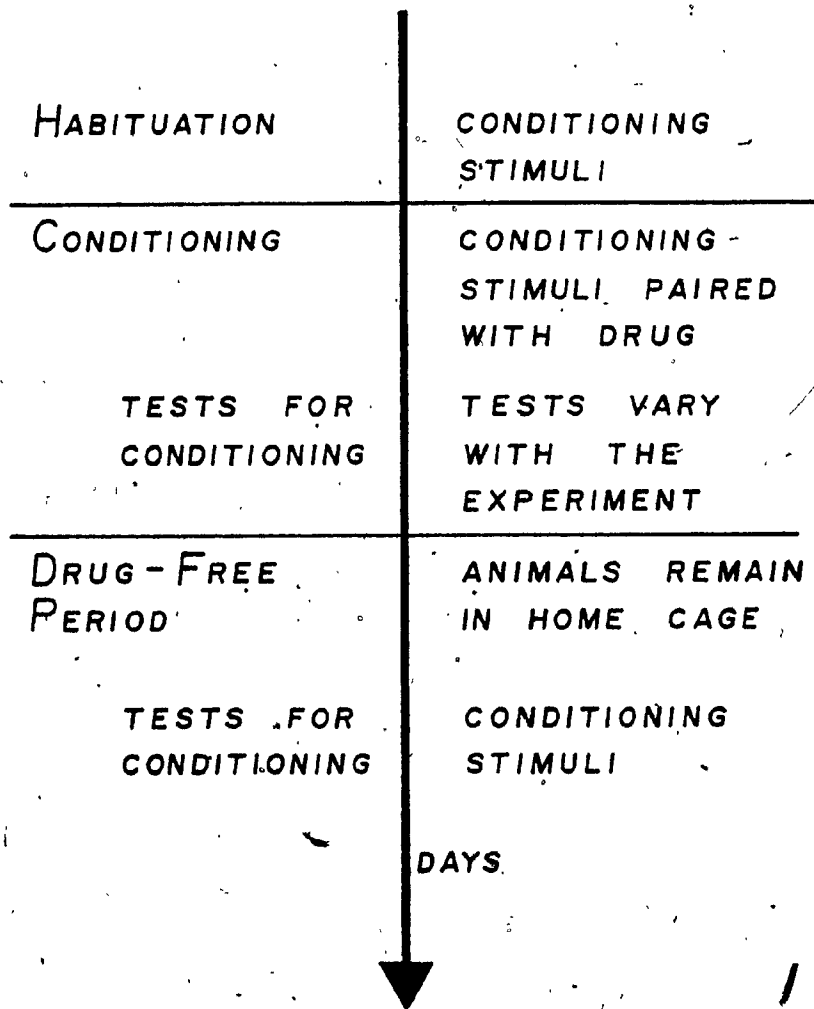 HABITUATION
CONDITIONING
STIMULI
CONDITIONING
CONDITIONING-
STIMULI PAIRED
WITH DRUG
TESTS FOR
CONDITIONING
TESTS VARY
WITH THE
EXPERIMENT
DRUG-FREE
PERIOD
ANIMALS REMAIN
IN HOME CAGE
TESTS FOR
CONDITIONING
CONDITIONING
STIMULI
DAYS